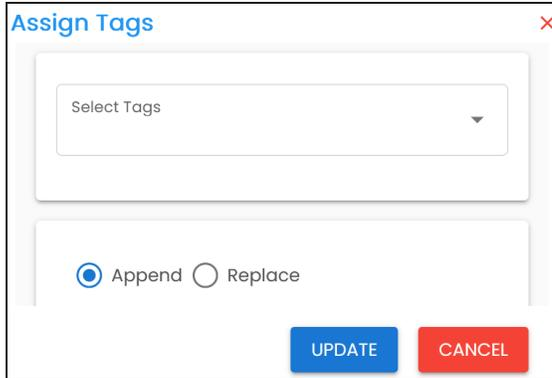 Assign Tags
Select Tags
Append Replace
UPDATE CANCEL